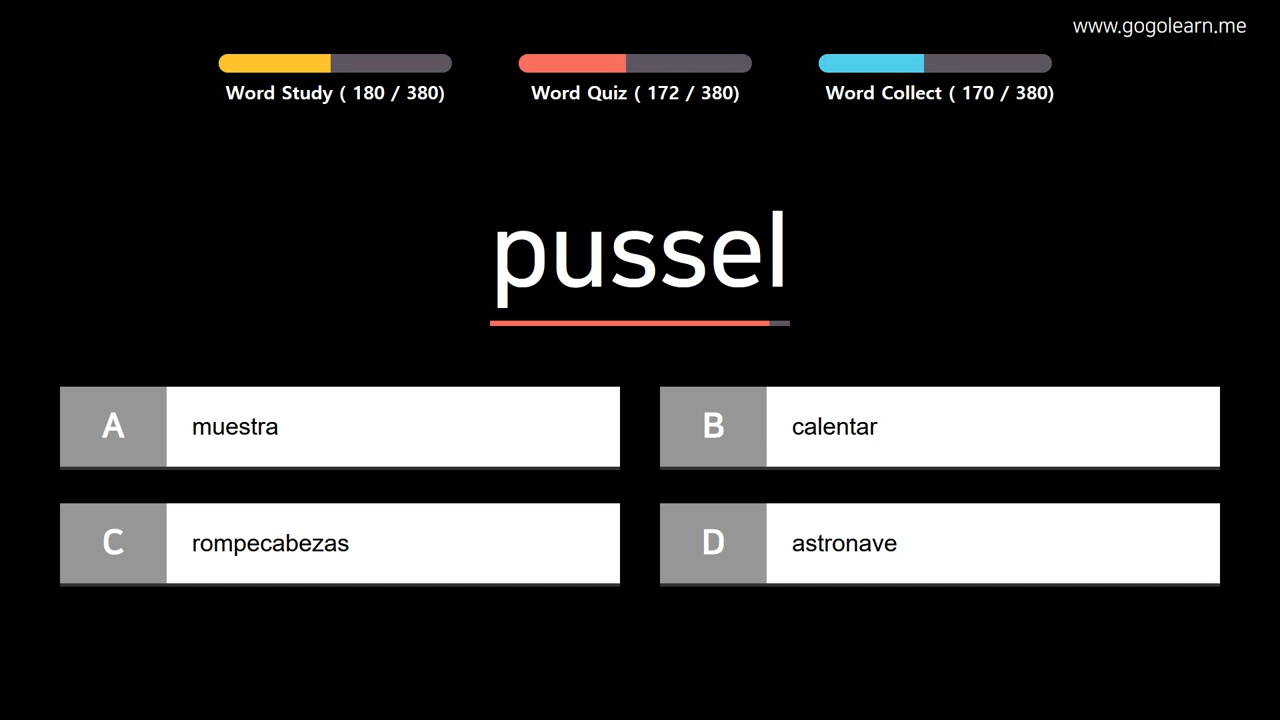 www.gogolearn.me
Word Study ( 180 / 380)
Word Quiz ( 172 / 380)
Word Collect ( 170 / 380)
pussel
A muestra
B calentar
C rompecabezas
D astronave